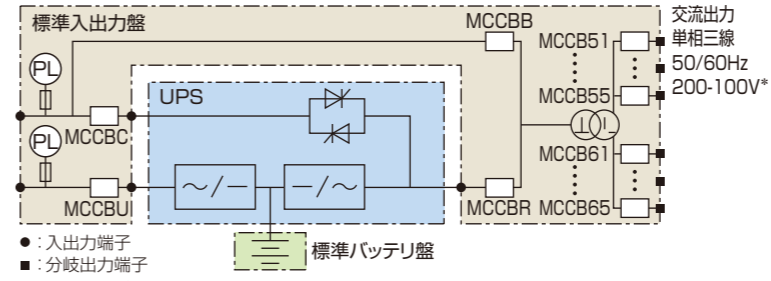 標準入出力盤
MCCBB
MCCB51
交流出力
単相三線
50/60Hz
200-100V*
PL
UPS
MCCB55
MCCBC
PL
MCCB61
～/－
－/～
MCCBU
MCCBR
MCCB65
●：入出力端子
■：分岐出力端子
標準バッテリ盤